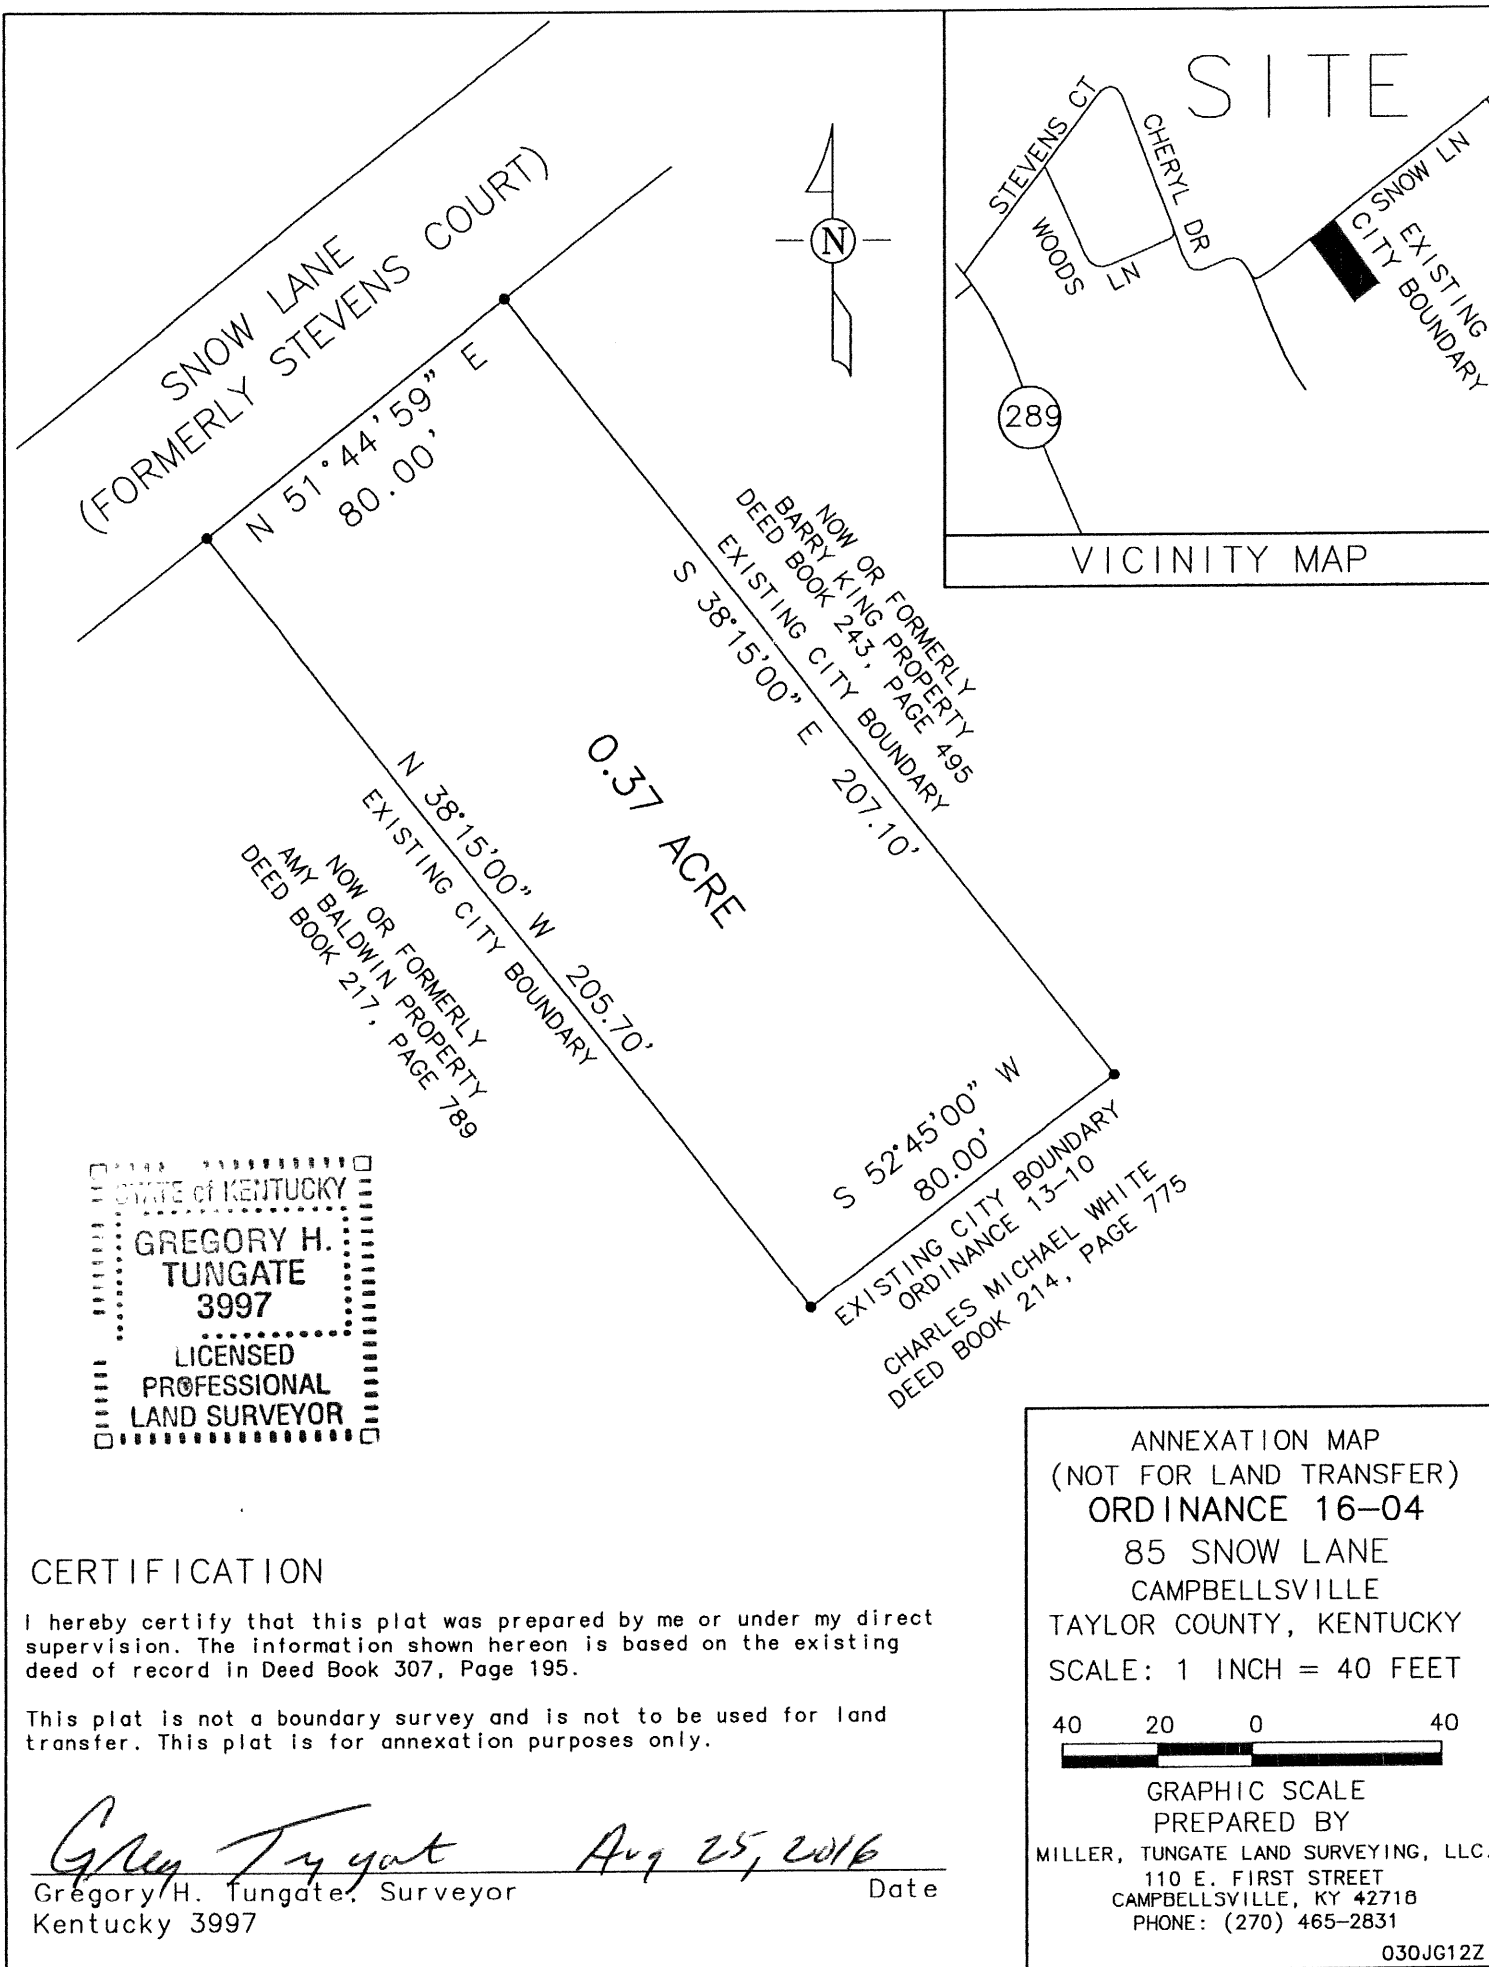 SNOW LANE
(FORMERLY STEVENS COURT)
N 51°44'59" E
80.00'
N
SITE
STEVENS CT
CHERYL DR
WOODS LN
SNOW LN
EXISTING
CITY BOUNDARY
289
VICINITY MAP
NOW OR FORMERLY
BARRY KING PROPERTY
DEED BOOK 243, PAGE 495
EXISTING CITY BOUNDARY
S 38°15'00" E 207.10'
0.37 ACRE
N 38°15'00" W 205.70'
EXISTING CITY BOUNDARY
NOW OR FORMERLY
AMY BALDWIN PROPERTY
DEED BOOK 217, PAGE 789
S 52°45'00" W
80.00'
EXISTING CITY BOUNDARY
ORDINANCE 13-10
CHARLES MICHAEL WHITE
DEED BOOK 214, PAGE 775
STATE of KENTUCKY
GREGORY H.
TUNGATE
3997
LICENSED
PROFESSIONAL
LAND SURVEYOR
CERTIFICATION
I hereby certify that this plat was prepared by me or under my direct
supervision. The information shown hereon is based on the existing
deed of record in Deed Book 307, Page 195.
This plat is not a boundary survey and is not to be used for land
transfer. This plat is for annexation purposes only.
Aug 25, 2016
Gregory H. Tungate, Surveyor Date
Kentucky 3997
ANNEXATION MAP
(NOT FOR LAND TRANSFER)
ORDINANCE 16-04
85 SNOW LANE
CAMPBELLSVILLE
TAYLOR COUNTY, KENTUCKY
SCALE: 1 INCH = 40 FEET
40 20 0 40
GRAPHIC SCALE
PREPARED BY
MILLER, TUNGATE LAND SURVEYING, LLC.
110 E. FIRST STREET
CAMPBELLSVILLE, KY 42718
PHONE: (270) 465-2831
030JG12Z